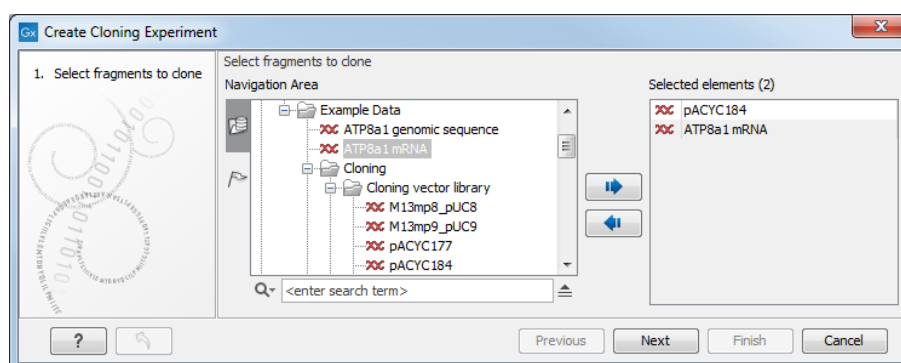 Gx Create Cloning Experiment
1. Select fragments to clone
Select fragments to clone
Navigation Area
Example Data
ATP8a1 genomic sequence
ATP8a1 mRNA
Cloning
Cloning vector library
M13mp8_pUC8
M13mp9_pUC9
pACYC177
pACYC184
<enter search term>
Selected elements (2)
pACYC184
ATP8a1 mRNA
?
Previous
Next
Finish
Cancel